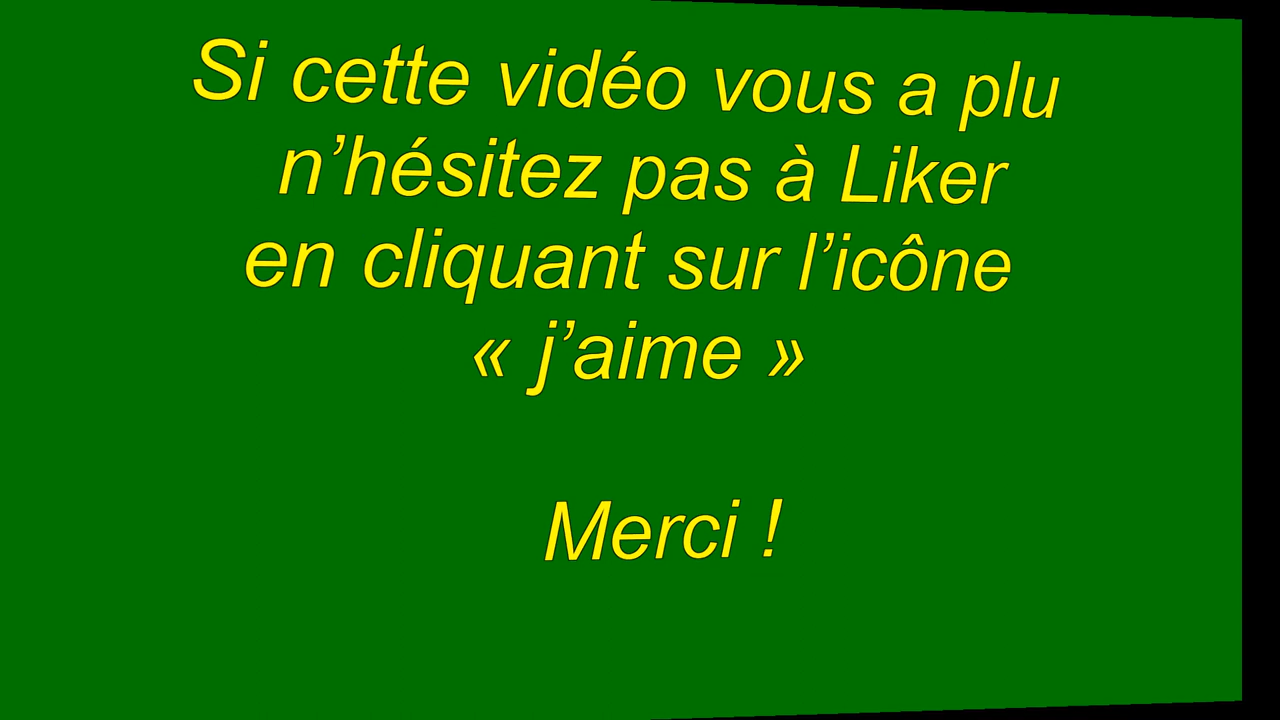 Si cette vidéo vous a plu
n’hésitez pas à Liker
en cliquant sur l’icône
« j’aime »
Merci !